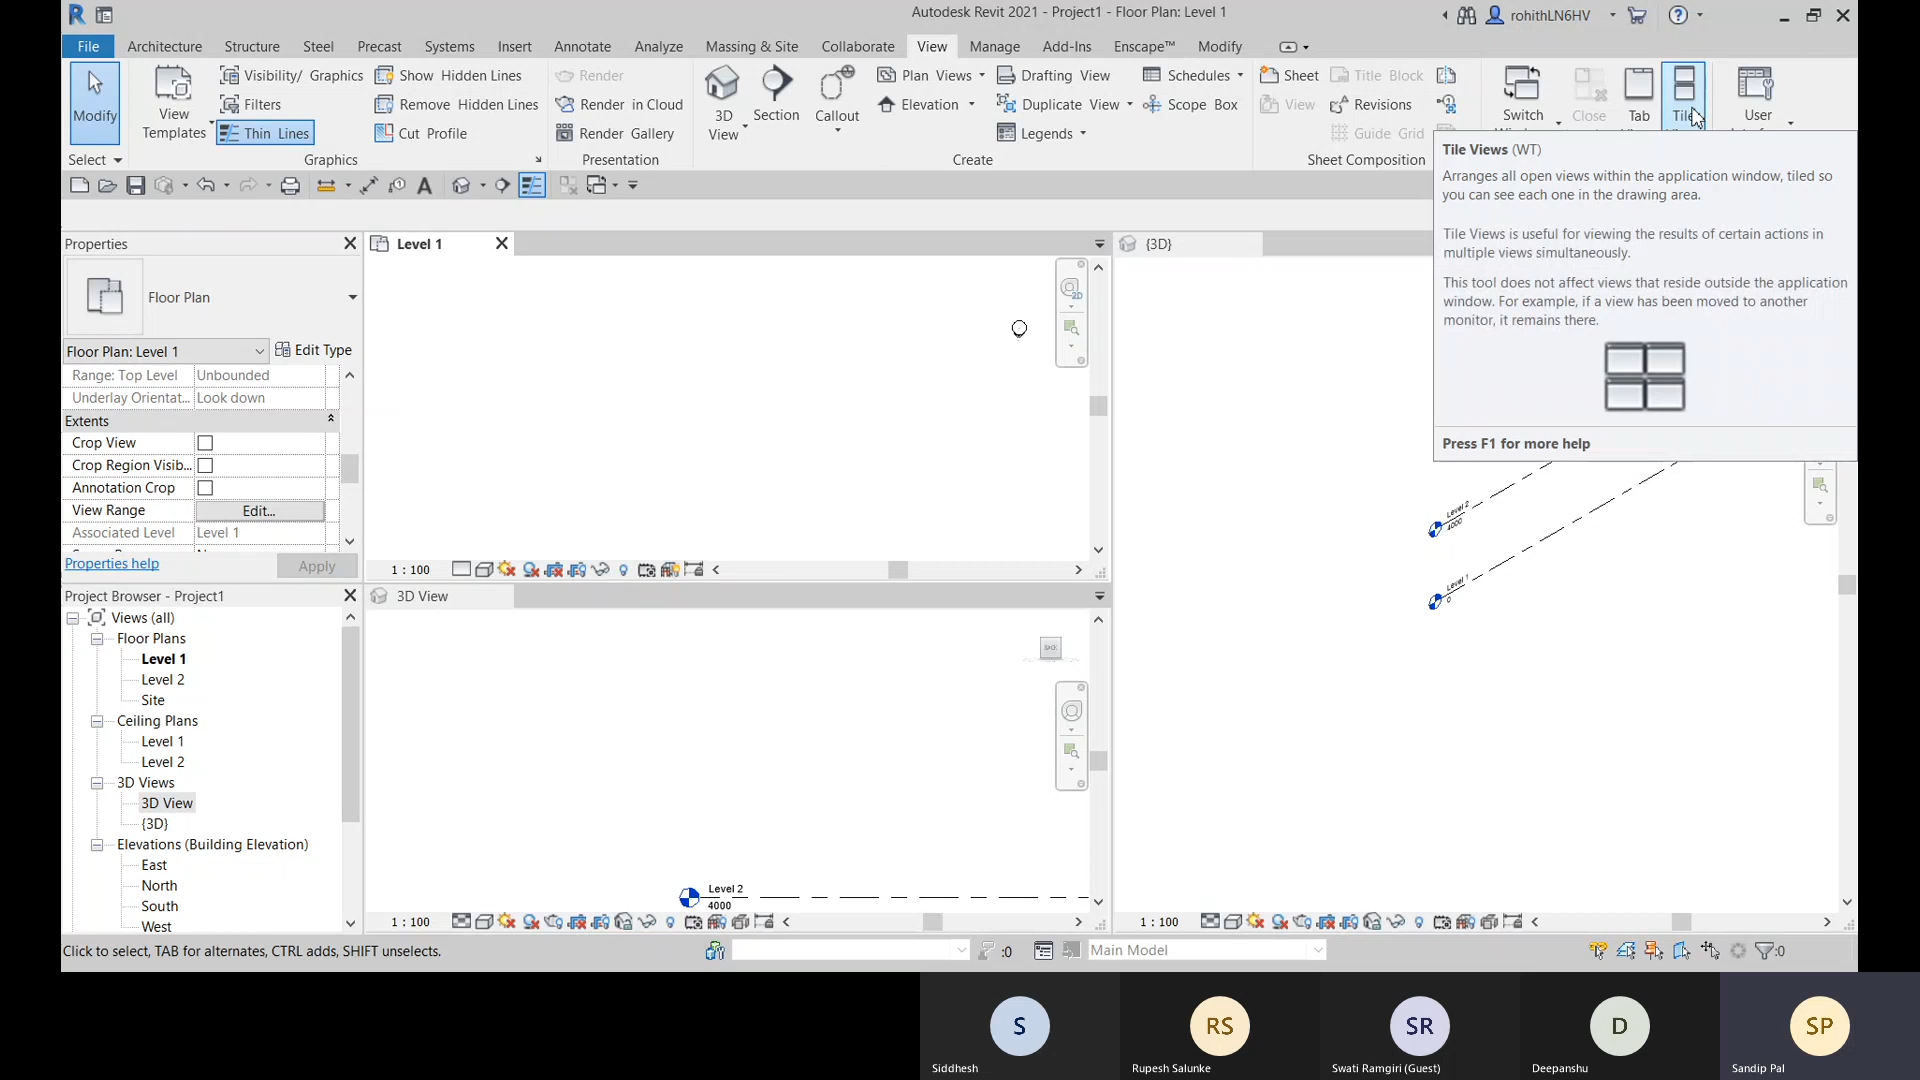 Autodesk Revit 2021 - Project1 - Floor Plan: Level 1
rohithLN6HV
File Architecture Structure Steel Precast Systems Insert Annotate Analyze Massing & Site Collaborate View Manage Add-Ins Enscape™ Modify
Modify
View
Templates
Visibility/ Graphics
Filters
Thin Lines
Show Hidden Lines
Remove Hidden Lines
Cut Profile
Render
Render in Cloud
Render Gallery
3D
View
Section
Callout
Plan Views
Elevation
Drafting View
Duplicate View
Legends
Schedules
Scope Box
Sheet
View
Title Block
Revisions
Guide Grid
Switch
Close
Tab
Tile
User
Select
Graphics
Presentation
Create
Sheet Composition
Tile Views (WT)
Arranges all open views within the application window, tiled so
you can see each one in the drawing area.
Tile Views is useful for viewing the results of certain actions in
multiple views simultaneously.
This tool does not affect views that reside outside the application
window. For example, if a view has been moved to another
monitor, it remains there.
Press F1 for more help
Properties
Floor Plan
Floor Plan: Level 1
Edit Type
Range: Top Level Unbounded
Underlay Orientat... Look down
Extents
Crop View
Crop Region Visib...
Annotation Crop
View Range Edit...
Associated Level Level 1
Properties help
Apply
Project Browser - Project1
Views (all)
Floor Plans
Level 1
Level 2
Site
Ceiling Plans
Level 1
Level 2
3D Views
3D View
{3D}
Elevations (Building Elevation)
East
North
South
West
Level 1
2D
1 : 100
3D View
Level 2
4000
1 : 100
{3D}
Level 2
4000
Level 1
0
1 : 100
Click to select, TAB for alternates, CTRL adds, SHIFT unselects.
:0
Main Model
:0
S
Siddhesh
RS
Rupesh Salunke
SR
Swati Ramgiri (Guest)
D
Deepanshu
SP
Sandip Pal